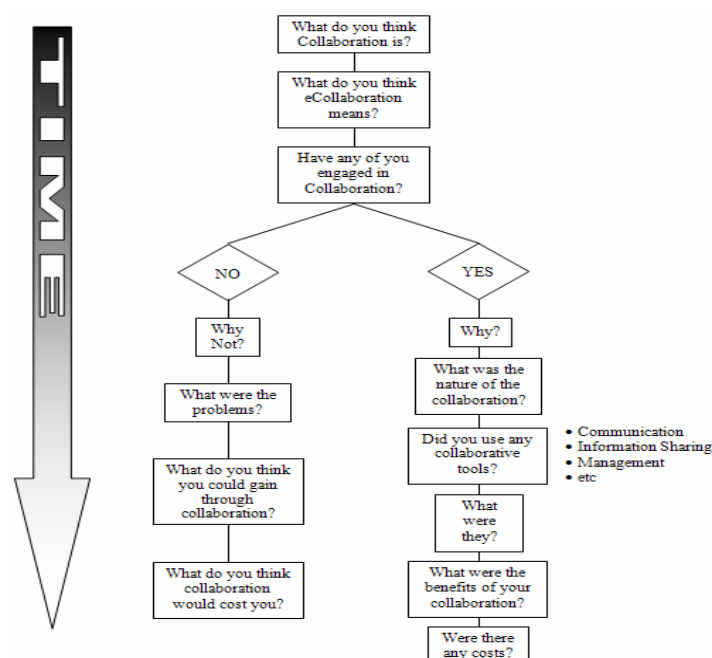 TIME
What do you think
Collaboration is?
What do you think
eCollaboration
means?
Have any of you
engaged in
Collaboration?
NO
Why
Not?
What were the
problems?
What do you think
you could gain
through
collaboration?
What do you think
collaboration
would cost you?
YES
Why?
What was the
nature of the
collaboration?
Did you use any
collaborative
tools?
• Communication
• Information Sharing
• Management
• etc
What
were
they?
What were the
benefits of your
collaboration?
Were there
any costs?